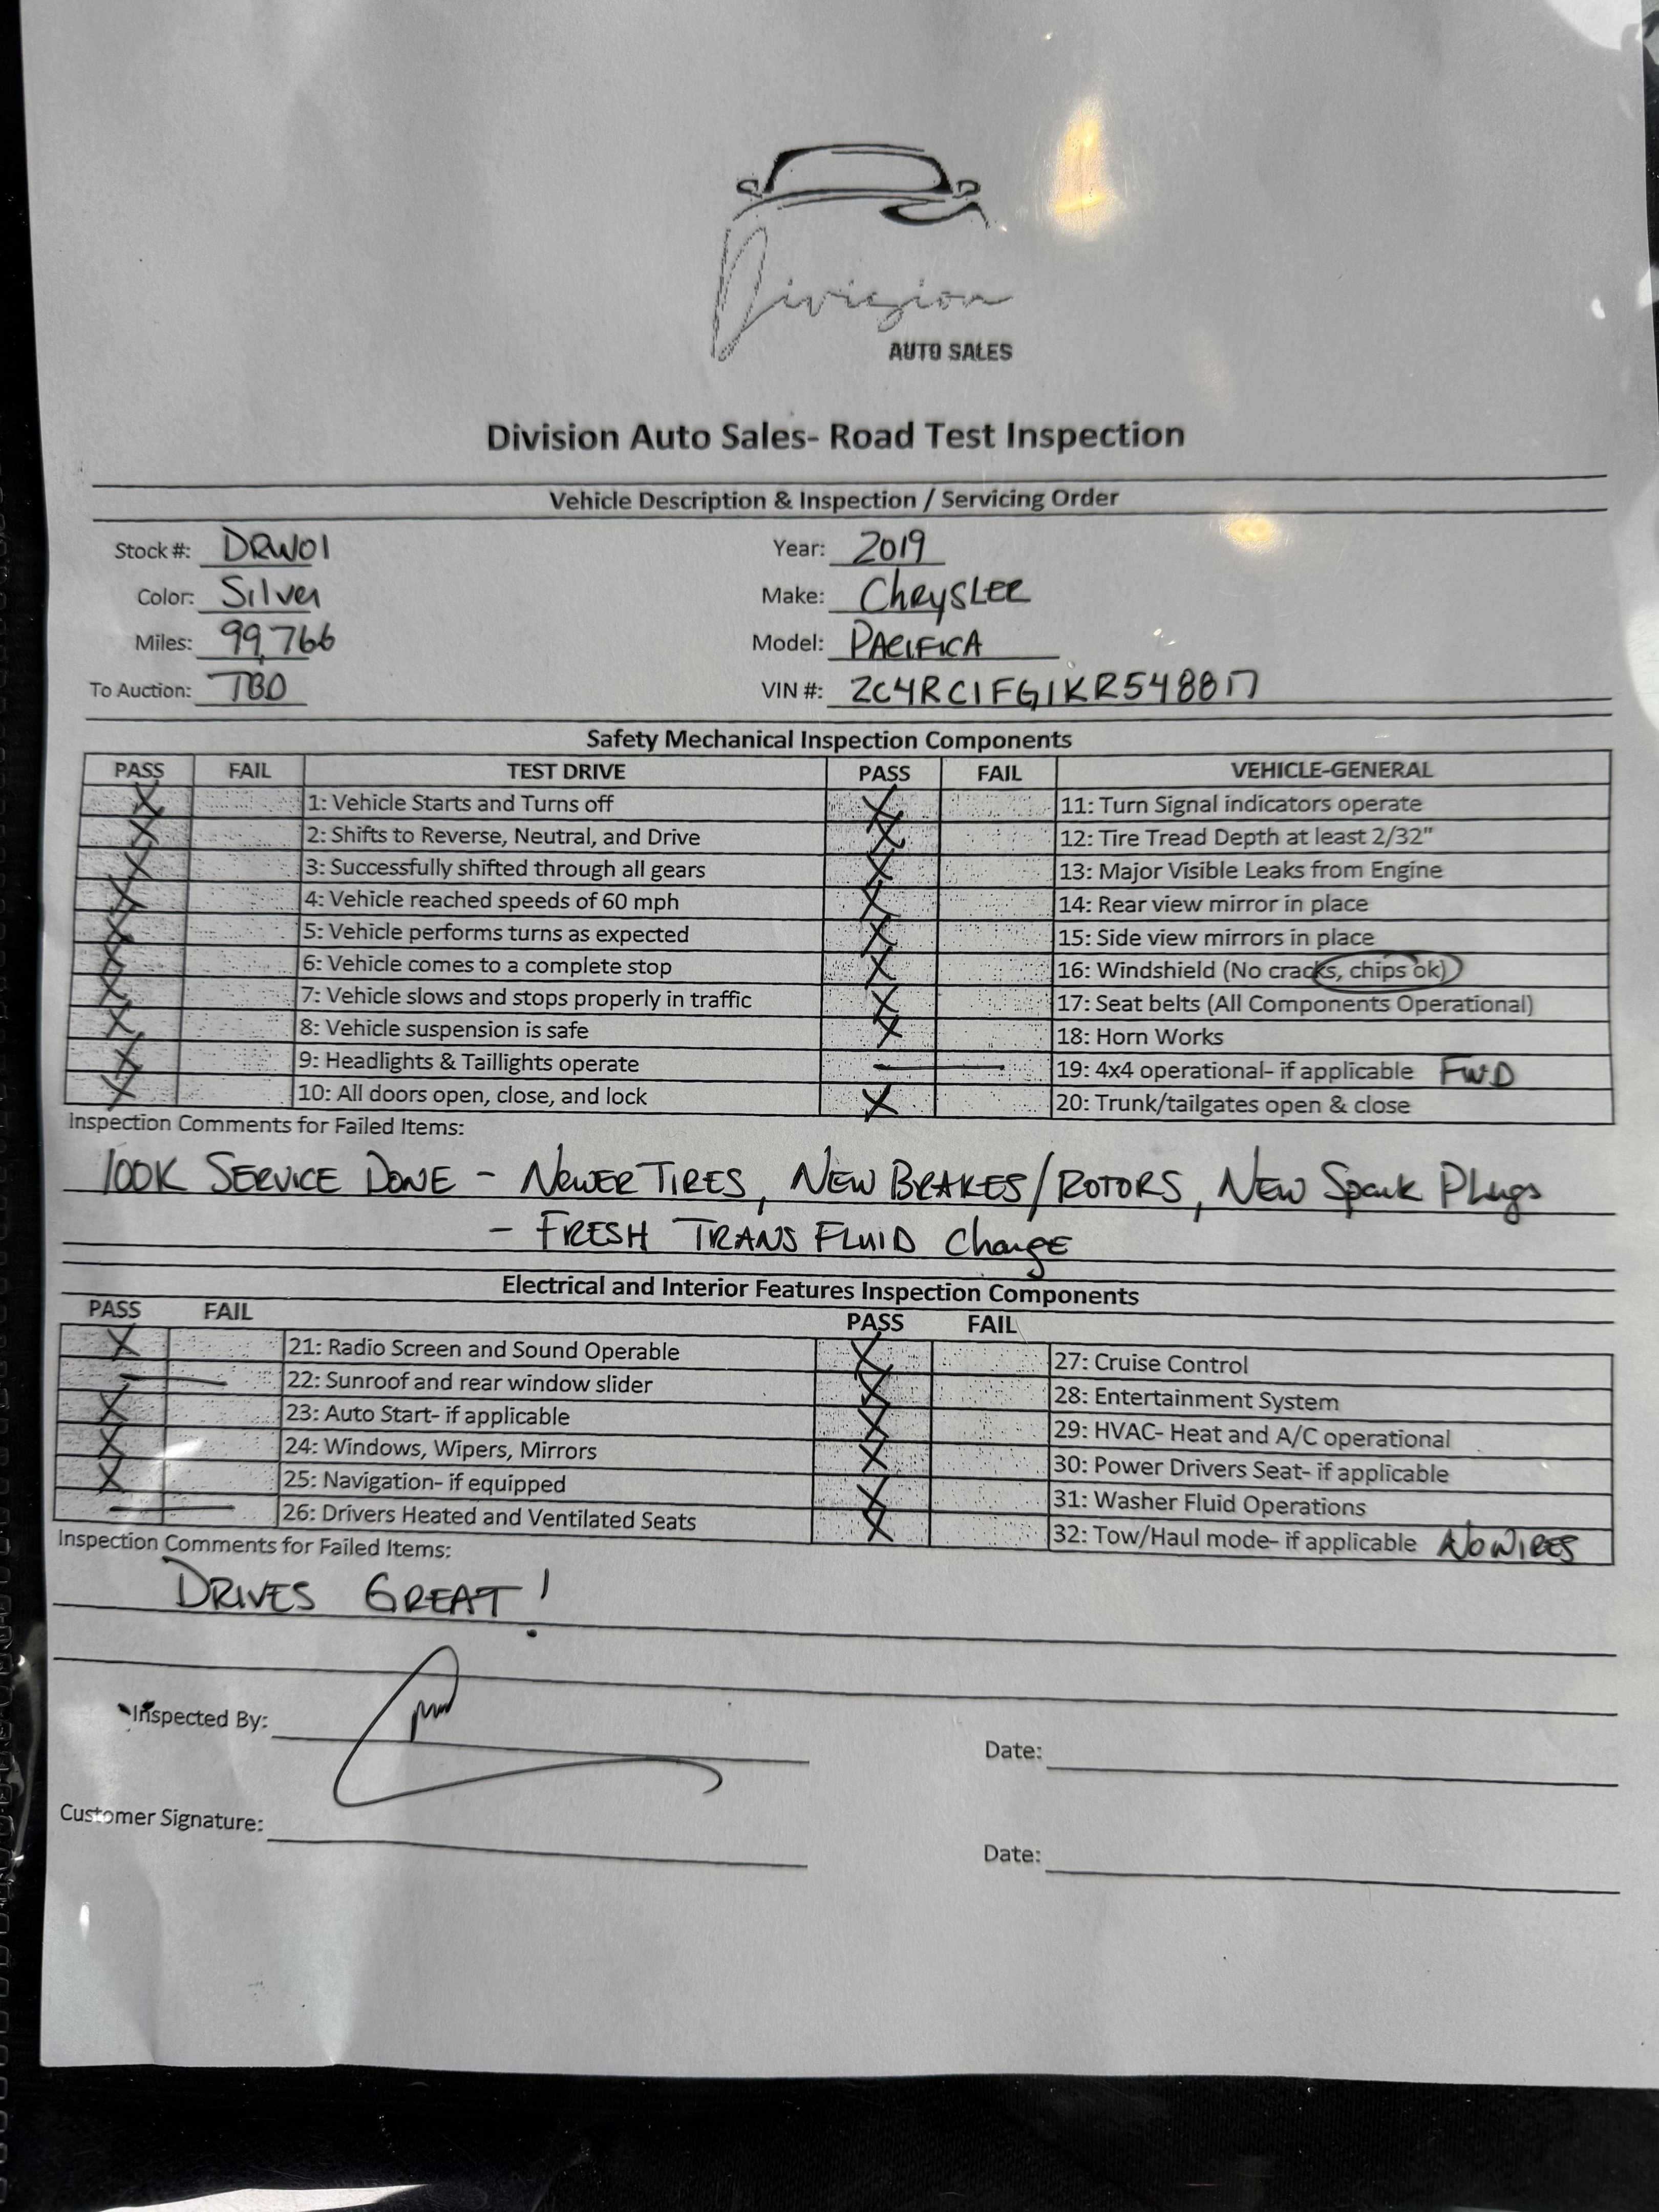 Division
AUTO SALES
Division Auto Sales- Road Test Inspection
Vehicle Description & Inspection / Servicing Order
Stock #: DRW01 Year: 2019
Color: Silver Make: Chrysler
Miles: 99,766 Model: PACIFICA
To Auction: TBD VIN #: 2C4RC1FG1KR548817
Safety Mechanical Inspection Components
PASS FAIL TEST DRIVE PASS FAIL VEHICLE-GENERAL
X 1: Vehicle Starts and Turns off X 11: Turn Signal indicators operate
X 2: Shifts to Reverse, Neutral, and Drive X 12: Tire Tread Depth at least 2/32"
X 3: Successfully shifted through all gears X 13: Major Visible Leaks from Engine
X 4: Vehicle reached speeds of 60 mph X 14: Rear view mirror in place
X 5: Vehicle performs turns as expected X 15: Side view mirrors in place
X 6: Vehicle comes to a complete stop X 16: Windshield (No cracks, chips ok)
X 7: Vehicle slows and stops properly in traffic X 17: Seat belts (All Components Operational)
X 8: Vehicle suspension is safe X 18: Horn Works
X 9: Headlights & Taillights operate — 19: 4x4 operational- if applicable FWD
X 10: All doors open, close, and lock X 20: Trunk/tailgates open & close
Inspection Comments for Failed Items:
100K SERVICE DONE - NEWER TIRES, NEW BRAKES/ROTORS, NEW Spark Plugs
- FRESH TRANS FLUID Change
Electrical and Interior Features Inspection Components
PASS FAIL PASS FAIL
X 21: Radio Screen and Sound Operable X 27: Cruise Control
— 22: Sunroof and rear window slider X 28: Entertainment System
X 23: Auto Start- if applicable X 29: HVAC- Heat and A/C operational
X 24: Windows, Wipers, Mirrors X 30: Power Drivers Seat- if applicable
X 25: Navigation- if equipped X 31: Washer Fluid Operations
— 26: Drivers Heated and Ventilated Seats X 32: Tow/Haul mode- if applicable NO WIRES
Inspection Comments for Failed Items:
DRIVES GREAT!
Inspected By: Date:
Customer Signature: Date: